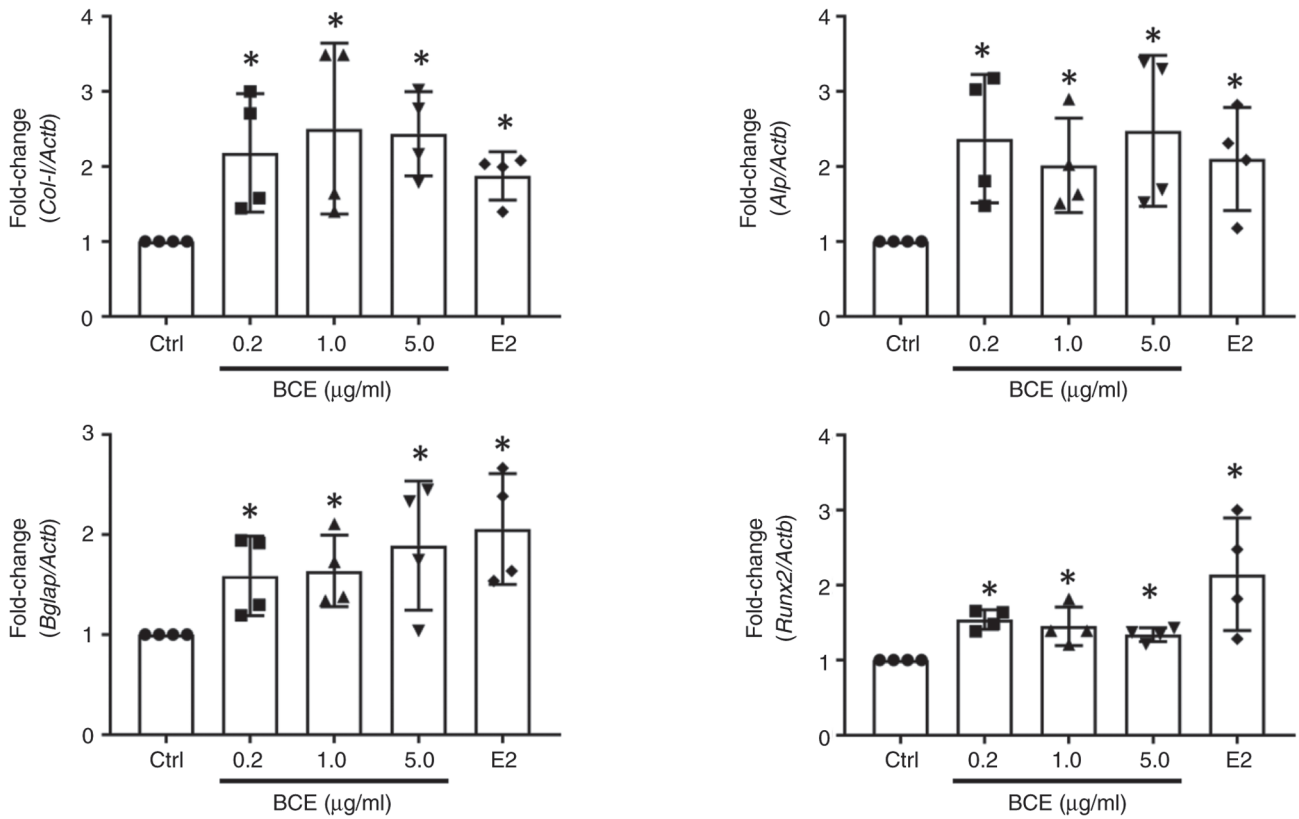 4
3
2
1
0
Fold-change
(Col-I/Actb)
*
*
*
*
Ctrl
0.2
1.0
5.0
E2
BCE (μg/ml)
4
3
2
1
0
Fold-change
(Alp/Actb)
*
*
*
*
Ctrl
0.2
1.0
5.0
E2
BCE (μg/ml)
3
2
1
0
Fold-change
(Bglap/Actb)
*
*
*
*
Ctrl
0.2
1.0
5.0
E2
BCE (μg/ml)
4
3
2
1
0
Fold-change
(Runx2/Actb)
*
*
*
*
Ctrl
0.2
1.0
5.0
E2
BCE (μg/ml)